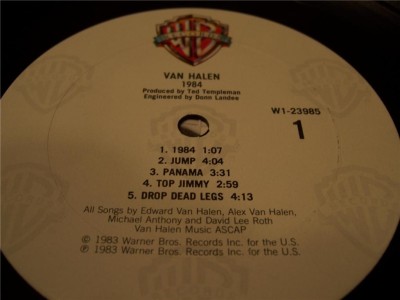 VAN HALEN
1984
Produced by Ted Templeman
Engineered by Donn Landee
W1-23985
1
1. 1984 1:07
2. JUMP 4:04
3. PANAMA 3:31
4. TOP JIMMY 2:59
5. DROP DEAD LEGS 4:13
All Songs by Edward Van Halen, Alex Van Halen,
Michael Anthony and David Lee Roth
Van Halen Music ASCAP
© 1983 Warner Bros. Records Inc. for the U.S.
℗ 1983 Warner Bros. Records Inc. for the U.S.